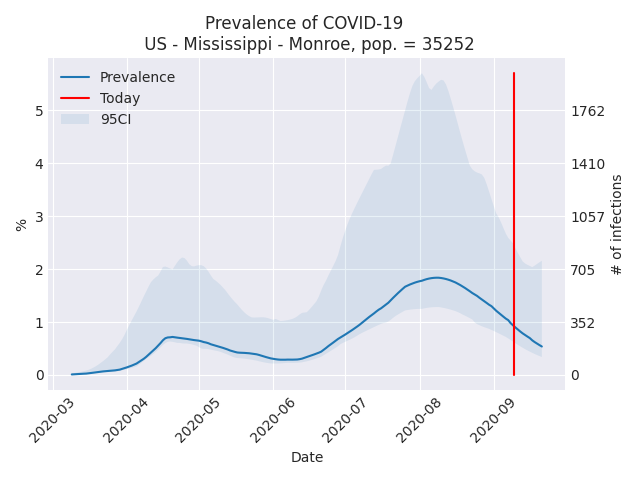 Prevalence of COVID-19
US - Mississippi - Monroe, pop. = 35252
Prevalence
Today
95CI
%
5
4
3
2
1
0
1762
1410
1057
705
352
0
# of infections
2020-03
2020-04
2020-05
2020-06
2020-07
2020-08
2020-09
Date